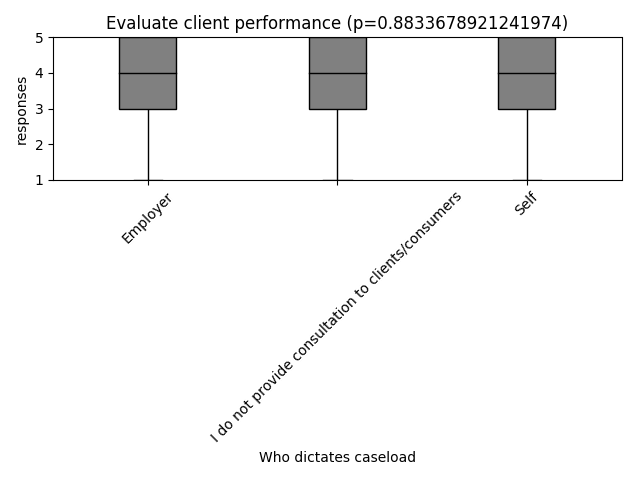 Evaluate client performance (p=0.8833678921241974)
responses
5
4
3
2
1
Employer
I do not provide consultation to clients/consumers
Self
Who dictates caseload